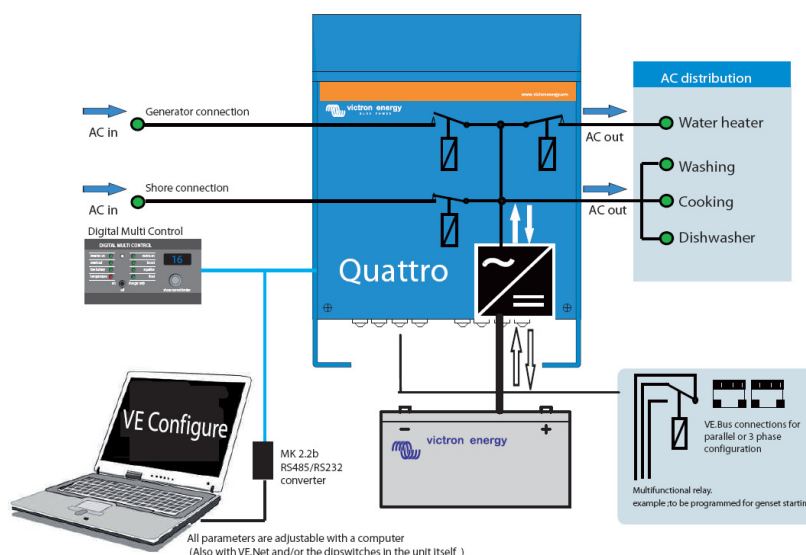 victron energy
BLUE POWER
www.victronenergy.com
AC distribution
Generator connection
AC in
AC out
Water heater
Washing
Shore connection
AC in
AC out
Cooking
Dishwasher
Digital Multi Control
DIGITAL MULTI CONTROL
16
Quattro
VE Configure
MK 2.2b
RS485/RS232
converter
victron energy
VE.Bus connections for
parallel or 3 phase
configuration
Multifunctional relay.
example ;to be programmed for genset startin
All parameters are adjustable with a computer
(Also with VE.Net and/or the dipswitches in the unit itself )